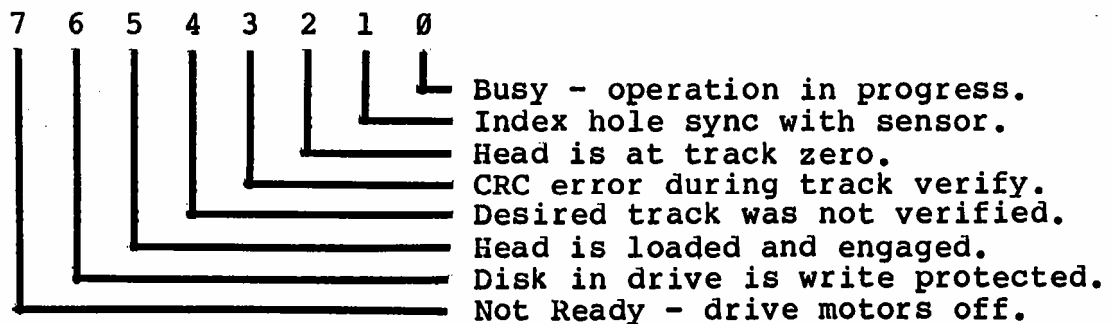 7 6 5 4 3 2 1 Ø
Busy - operation in progress.
Index hole sync with sensor.
Head is at track zero.
CRC error during track verify.
Desired track was not verified.
Head is loaded and engaged.
Disk in drive is write protected.
Not Ready - drive motors off.